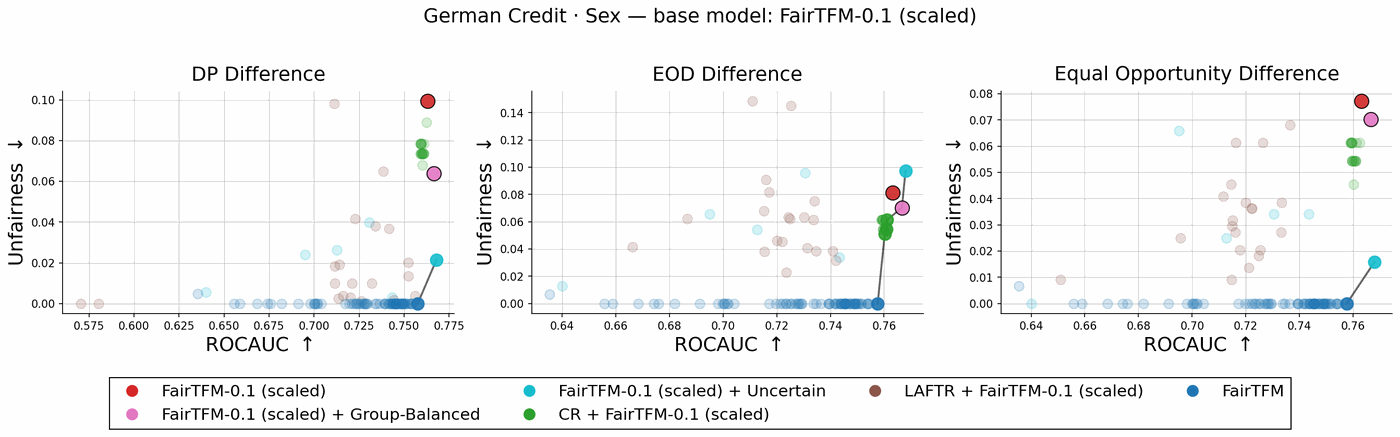 German Credit · Sex — base model: FairTFM-0.1 (scaled)
DP Difference
Unfairness ↓
0.10
0.08
0.06
0.04
0.02
0.00
0.575 0.600 0.625 0.650 0.675 0.700 0.725 0.750 0.775
ROCAUC ↑
EOD Difference
Unfairness ↓
0.14
0.12
0.10
0.08
0.06
0.04
0.02
0.00
0.64 0.66 0.68 0.70 0.72 0.74 0.76
ROCAUC ↑
Equal Opportunity Difference
Unfairness ↓
0.08
0.07
0.06
0.05
0.04
0.03
0.02
0.01
0.00
0.64 0.66 0.68 0.70 0.72 0.74 0.76
ROCAUC ↑
FairTFM-0.1 (scaled)
FairTFM-0.1 (scaled) + Group-Balanced
FairTFM-0.1 (scaled) + Uncertain
CR + FairTFM-0.1 (scaled)
LAFTR + FairTFM-0.1 (scaled)
FairTFM